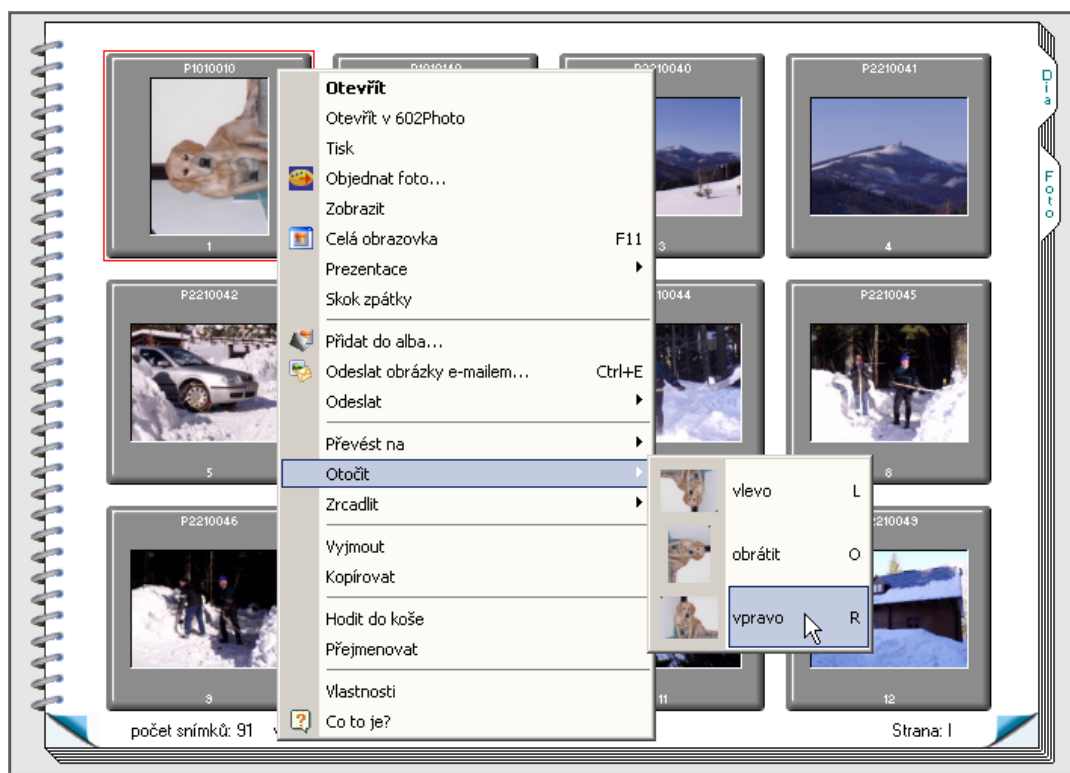 P1010010
P2210040
P2210041
1
3
4
Dia
Foto
P2210042
P2210045
5
8
P2210046
9
11
12
Otevřít
Otevřít v 602Photo
Tisk
Objednat foto...
Zobrazit
Celá obrazovka F11
Prezentace
Skok zpátky
Přidat do alba...
Odeslat obrázky e-mailem... Ctrl+E
Odeslat
Převést na
Otočit
Zrcadlit
Vyjmout
Kopírovat
Hodit do koše
Přejmenovat
Vlastnosti
Co to je?
vlevo L
obrátit O
vpravo R
počet snímků: 91
Strana: I